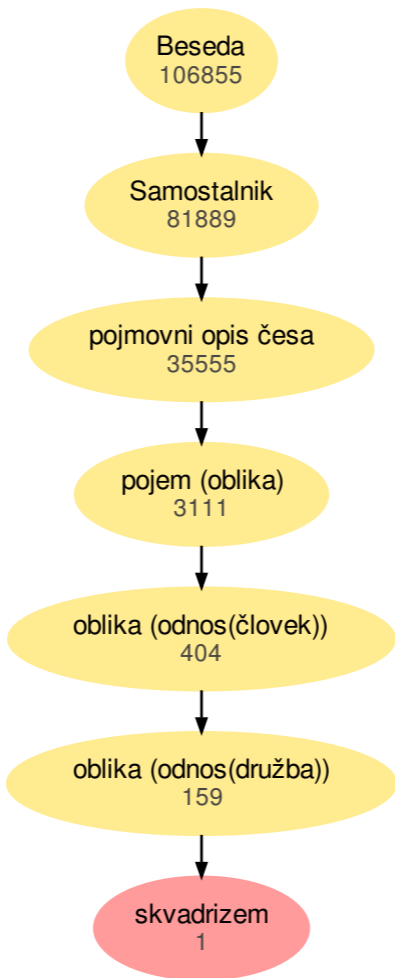 Beseda
106855
Samostalnik
81889
pojmovni opis česa
35555
pojem (oblika)
3111
oblika (odnos(človek))
404
oblika (odnos(družba))
159
skvadrizem
1